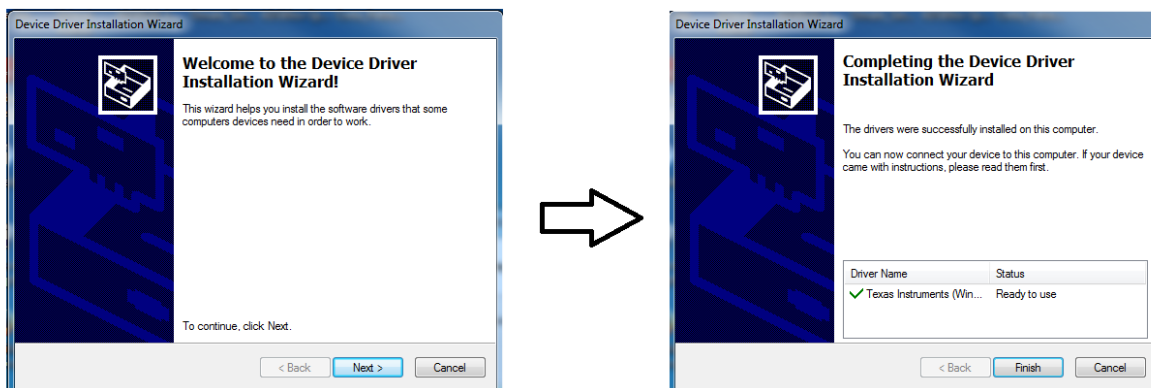 Device Driver Installation Wizard
Welcome to the Device Driver
Installation Wizard!
This wizard helps you install the software drivers that some
computers devices need in order to work.
To continue, click Next.
< Back
Next >
Cancel
Device Driver Installation Wizard
Completing the Device Driver
Installation Wizard
The drivers were successfully installed on this computer.
You can now connect your device to this computer. If your device
came with instructions, please read them first.
Driver Name Status
Texas Instruments (Win... Ready to use
< Back
Finish
Cancel